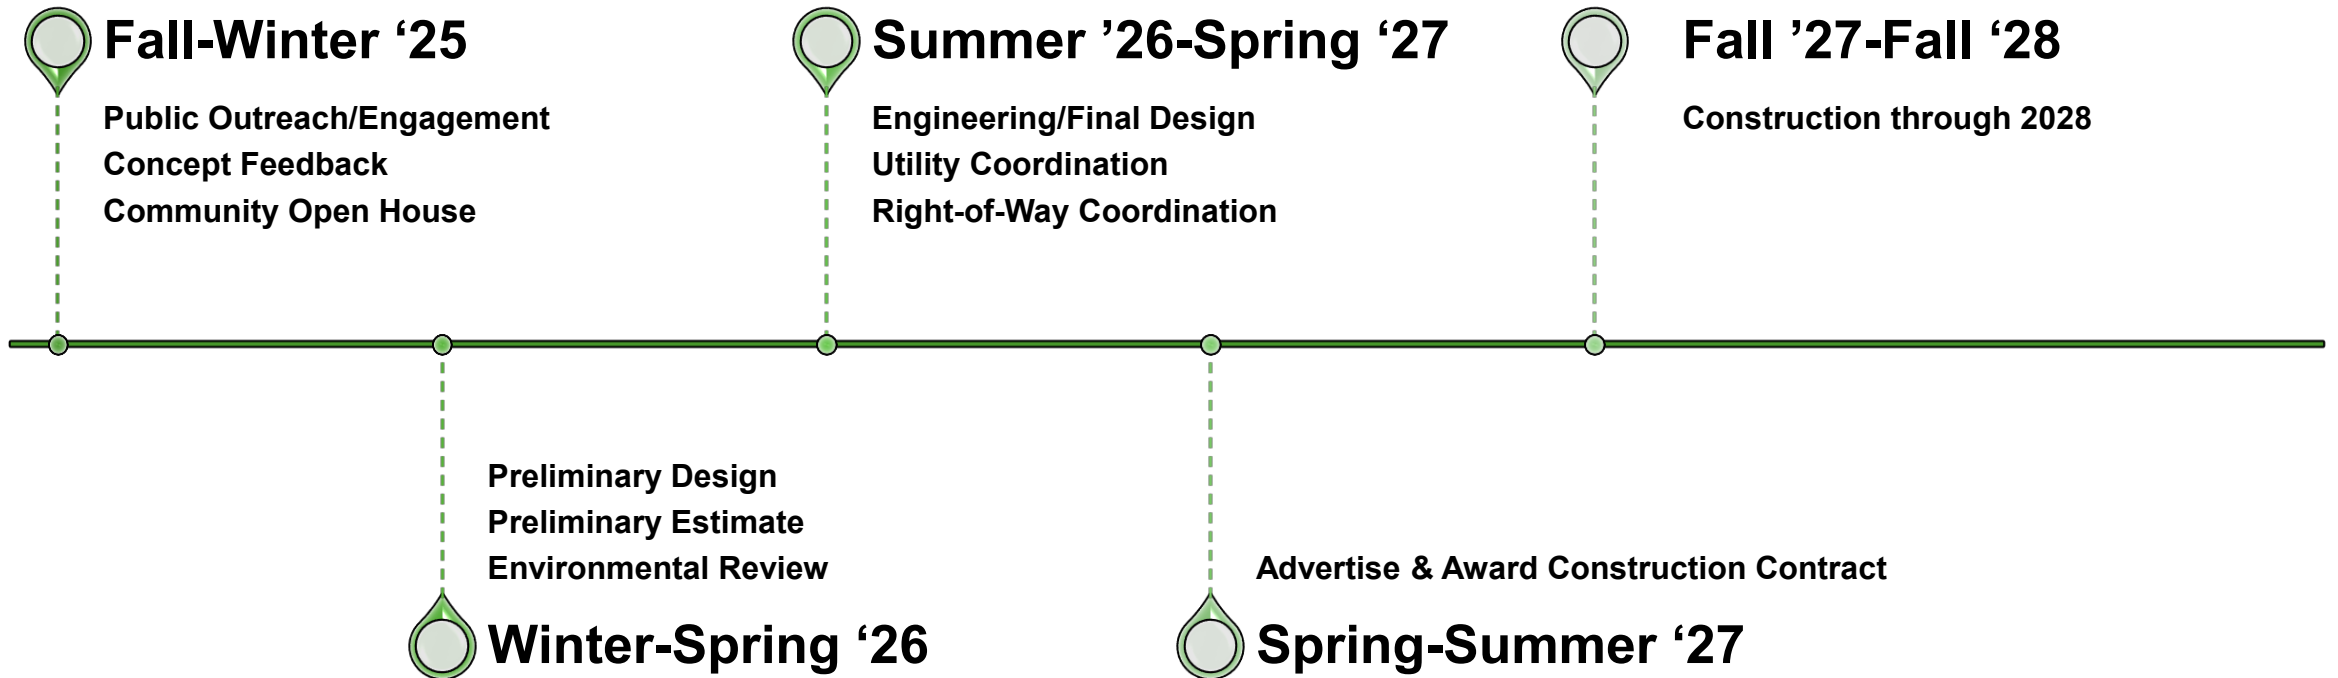 Fall-Winter ‘25
Public Outreach/Engagement
Concept Feedback
Community Open House
Preliminary Design
Preliminary Estimate
Environmental Review
Winter-Spring ‘26
Summer ’26-Spring ‘27
Engineering/Final Design
Utility Coordination
Right-of-Way Coordination
Advertise & Award Construction Contract
Spring-Summer ‘27
Fall ’27-Fall ‘28
Construction through 2028